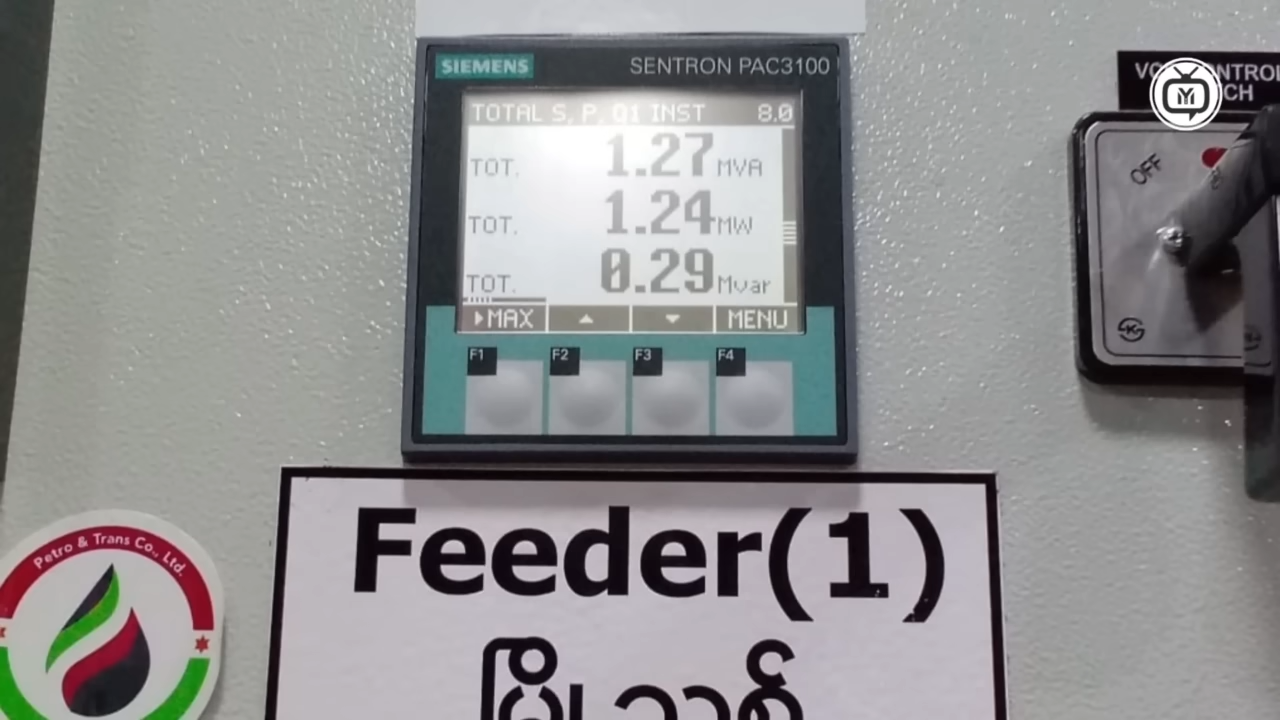 SIEMENS SENTRON PAC3100
TOTAL S, P, Q1 INST 8.0
TOT. 1.27 MVA
TOT. 1.24 MW
TOT. 0.29 Mvar
▸MAX ▲ ▼ MENU
F1 F2 F3 F4
OFF
Petro & Trans Co., Ltd.
Feeder(1)